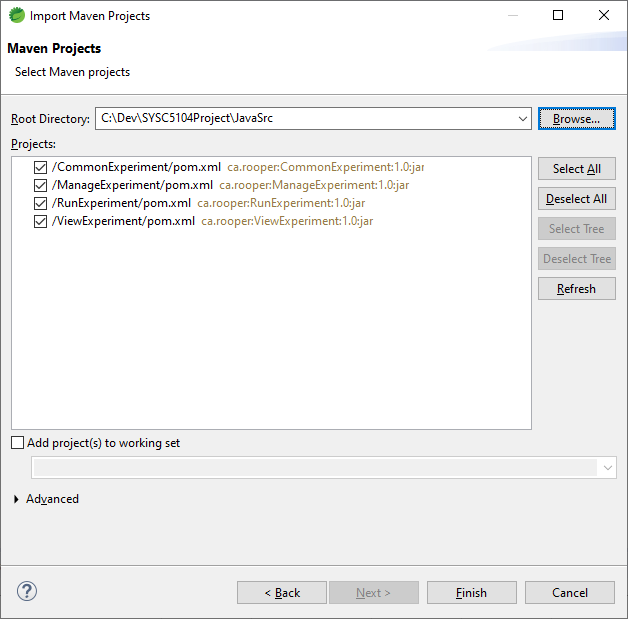 Import Maven Projects
Maven Projects
Select Maven projects
Root Directory: C:\Dev\SYSC5104Project\JavaSrc Browse...
Projects:
/CommonExperiment/pom.xml ca.rooper:CommonExperiment:1.0:jar
/ManageExperiment/pom.xml ca.rooper:ManageExperiment:1.0:jar
/RunExperiment/pom.xml ca.rooper:RunExperiment:1.0:jar
/ViewExperiment/pom.xml ca.rooper:ViewExperiment:1.0:jar
Select All
Deselect All
Select Tree
Deselect Tree
Refresh
Add project(s) to working set
Advanced
? < Back Next > Finish Cancel